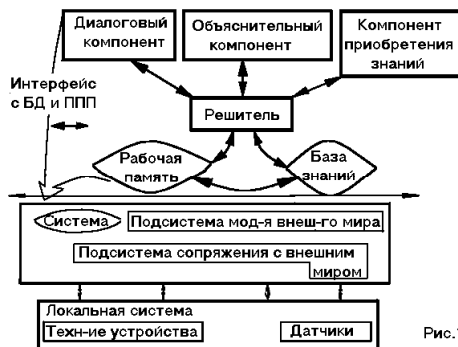 Диалоговый
компонент
Объяснительный
компонент
Компонент
приобретения
знаний
Интерфейс
с БД и ППП
Решитель
Рабочая
память
База
знаний
Система
Подсистема мод-я внеш-го мира
Подсистема сопряжения с внешним
миром
Локальная система
Техн-ие устройства
Датчики
Рис.